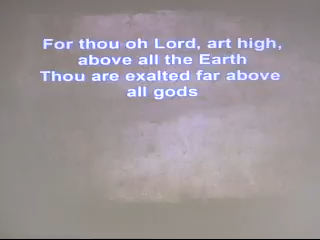 For thou oh Lord, art high,
above all the Earth
Thou are exalted far above
all gods